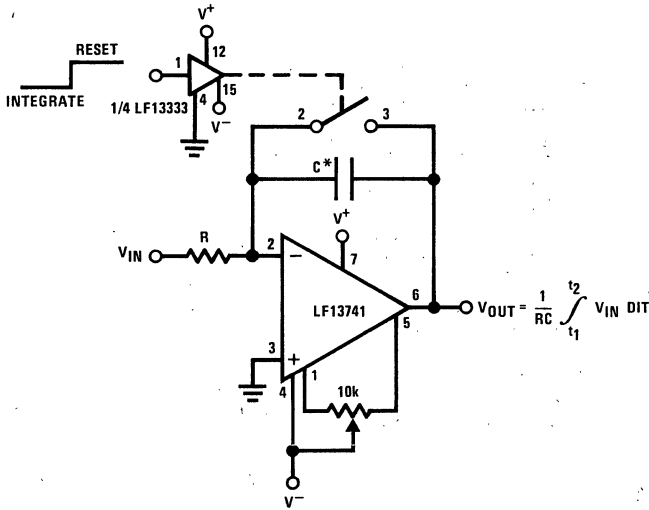 V+
RESET
1
12
15
INTEGRATE
1/4 LF13333
4
V−
2
3
C*
V+
R
VIN
2
−
7
6
LF13741
VOUT = 1/RC ∫ t1 t2 VIN DIT
5
3
+
4
1
10k
V−